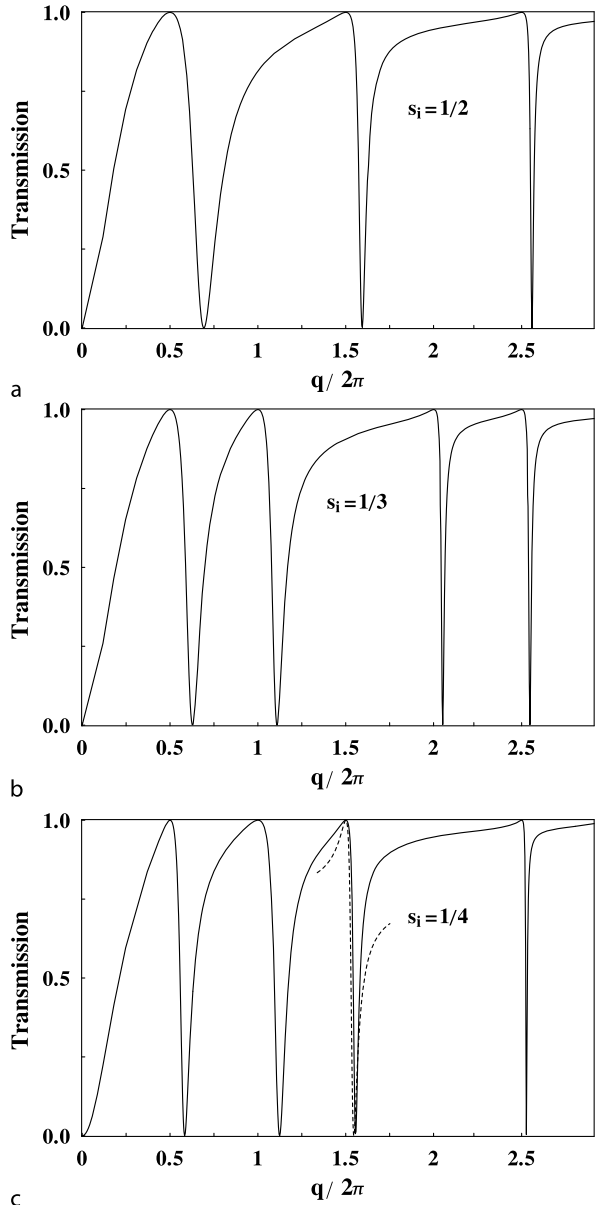 1.0
0.5
0.0
Transmission
s_i = 1/2
0 0.5 1 1.5 2 2.5
q / 2π
a
1.0
0.5
0.0
Transmission
s_i = 1/3
0 0.5 1 1.5 2 2.5
q / 2π
b
1.0
0.5
0.0
Transmission
s_i = 1/4
0 0.5 1 1.5 2 2.5
q / 2π
c